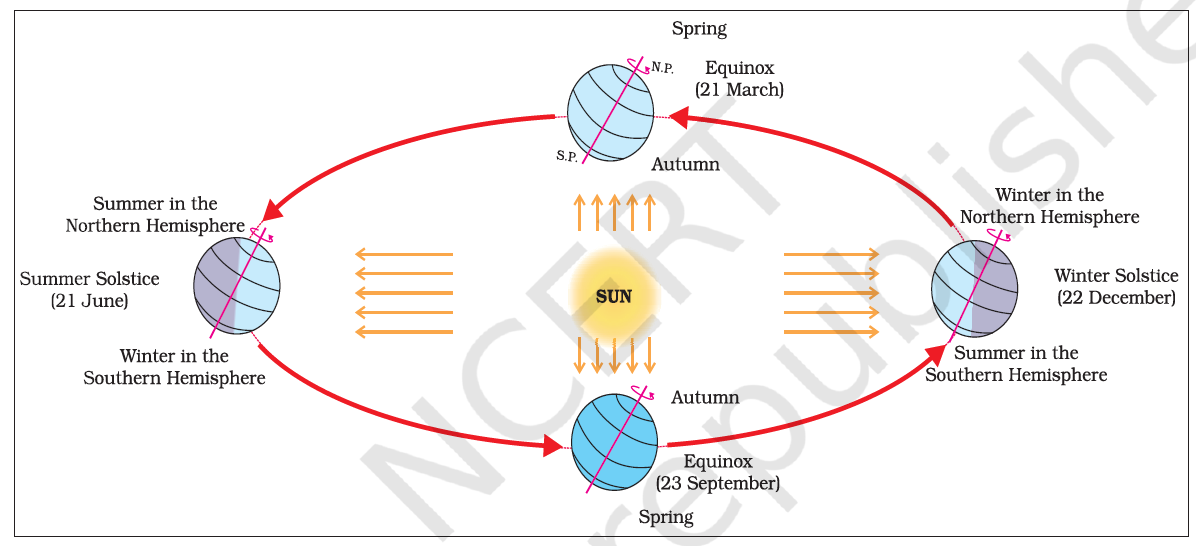 Spring
N.P.
Equinox
(21 March)
S.P.
Autumn
Summer in the
Northern Hemisphere
Winter in the
Northern Hemisphere
Summer Solstice
(21 June)
SUN
Winter Solstice
(22 December)
Winter in the
Southern Hemisphere
Summer in the
Southern Hemisphere
Autumn
Equinox
(23 September)
Spring
NCERT
republishe